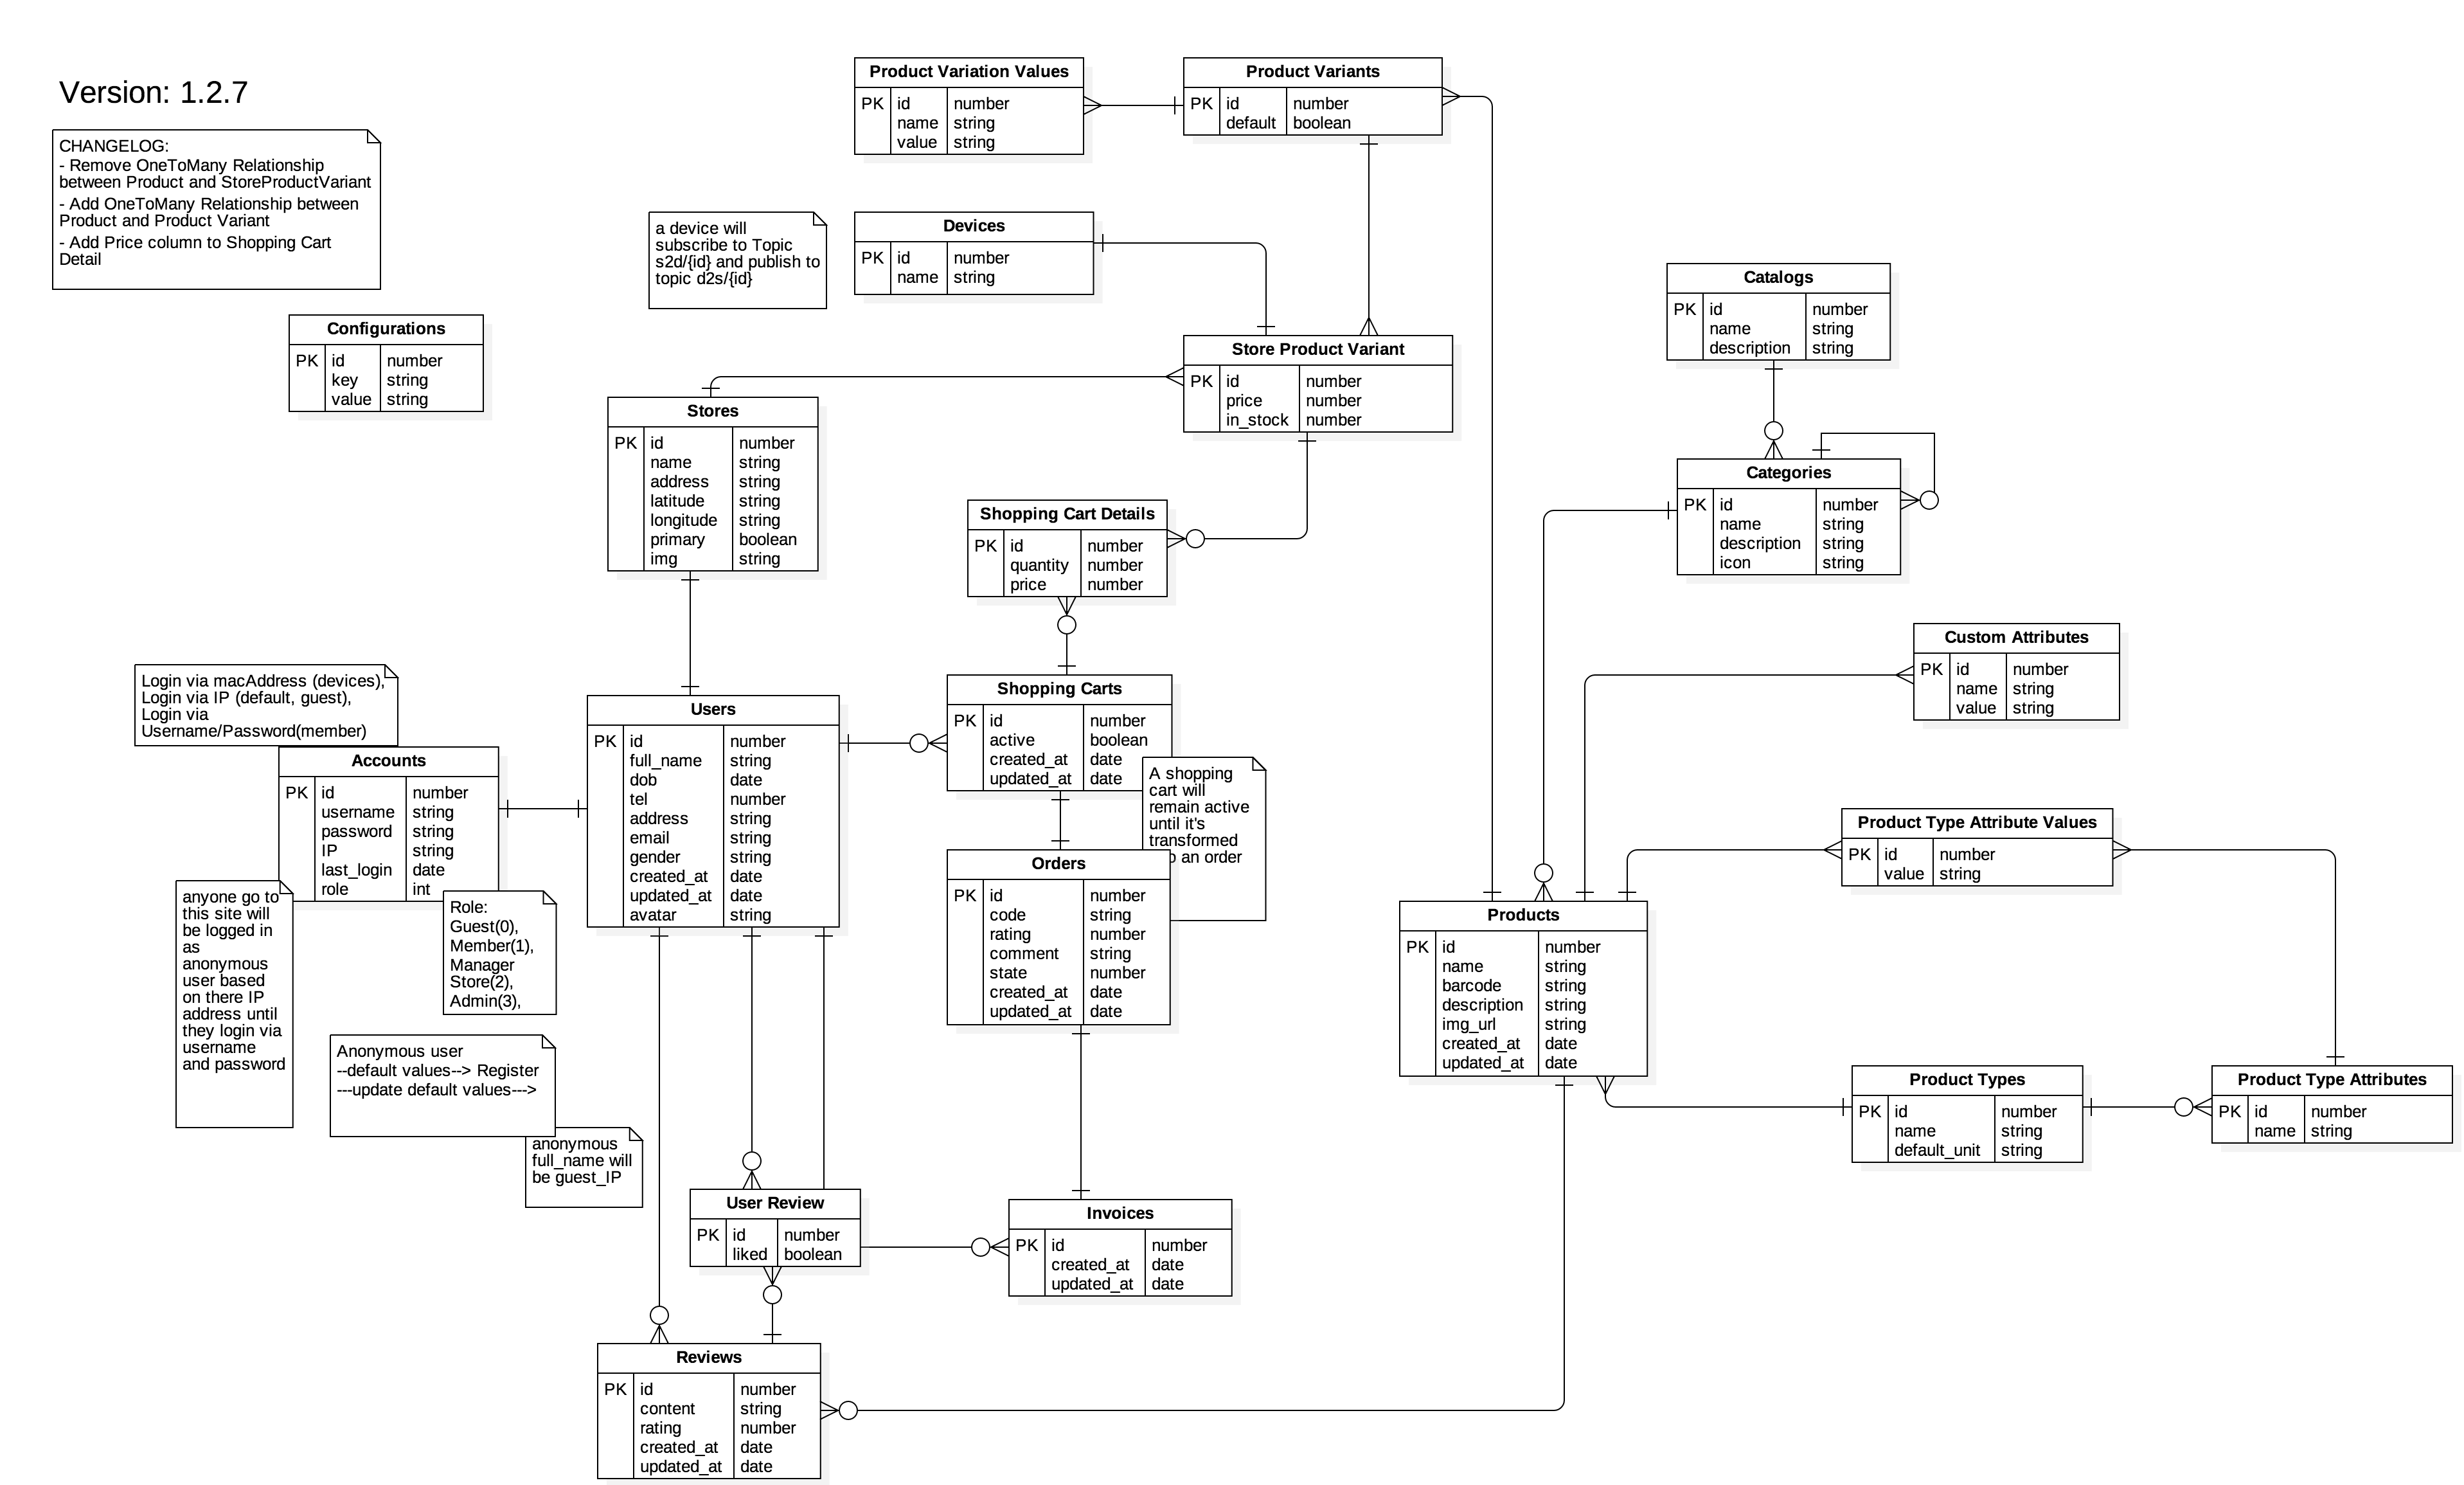 Version: 1.2.7
CHANGELOG:
- Remove OneToMany Relationship
between Product and StoreProductVariant
- Add OneToMany Relationship between
Product and Product Variant
- Add Price column to Shopping Cart
Detail
Configurations
PK id number
key string
value string
Product Variation Values
PK id number
name string
value string
Product Variants
PK id number
default boolean
a device will
subscribe to Topic
s2d/{id} and publish to
topic d2s/{id}
Devices
PK id number
name string
Store Product Variant
PK id number
price number
in_stock number
Catalogs
PK id number
name string
description string
Stores
PK id number
name string
address string
latitude string
longitude string
primary boolean
img string
Categories
PK id number
name string
description string
icon string
Shopping Cart Details
PK id number
quantity number
price number
Custom Attributes
PK id number
name string
value string
Login via macAddress (devices),
Login via IP (default, guest),
Login via
Username/Password(member)
Accounts
PK id number
username string
password string
IP string
last_login date
role int
Users
PK id number
full_name string
dob date
tel number
address string
email string
gender string
created_at date
updated_at date
avatar string
Shopping Carts
PK id number
active boolean
created_at date
updated_at date
A shopping
cart will
remain active
until it's
transformed
an order
Orders
PK id number
code string
rating number
comment string
state number
created_at date
updated_at date
Product Type Attribute Values
PK id number
value string
anyone go to
this site will
be logged in
as
anonymous
user based
on there IP
address until
they login via
username
and password
Role:
Guest(0),
Member(1),
Manager
Store(2),
Admin(3),
Products
PK id number
name string
barcode string
description string
img_url string
created_at date
updated_at date
Anonymous user
--default values--> Register
---update default values--->
anonymous
full_name will
be guest_IP
Product Types
PK id number
name string
default_unit string
Product Type Attributes
PK id number
name string
User Review
PK id number
liked boolean
Invoices
PK id number
created_at date
updated_at date
Reviews
PK id number
content string
rating number
created_at date
updated_at date